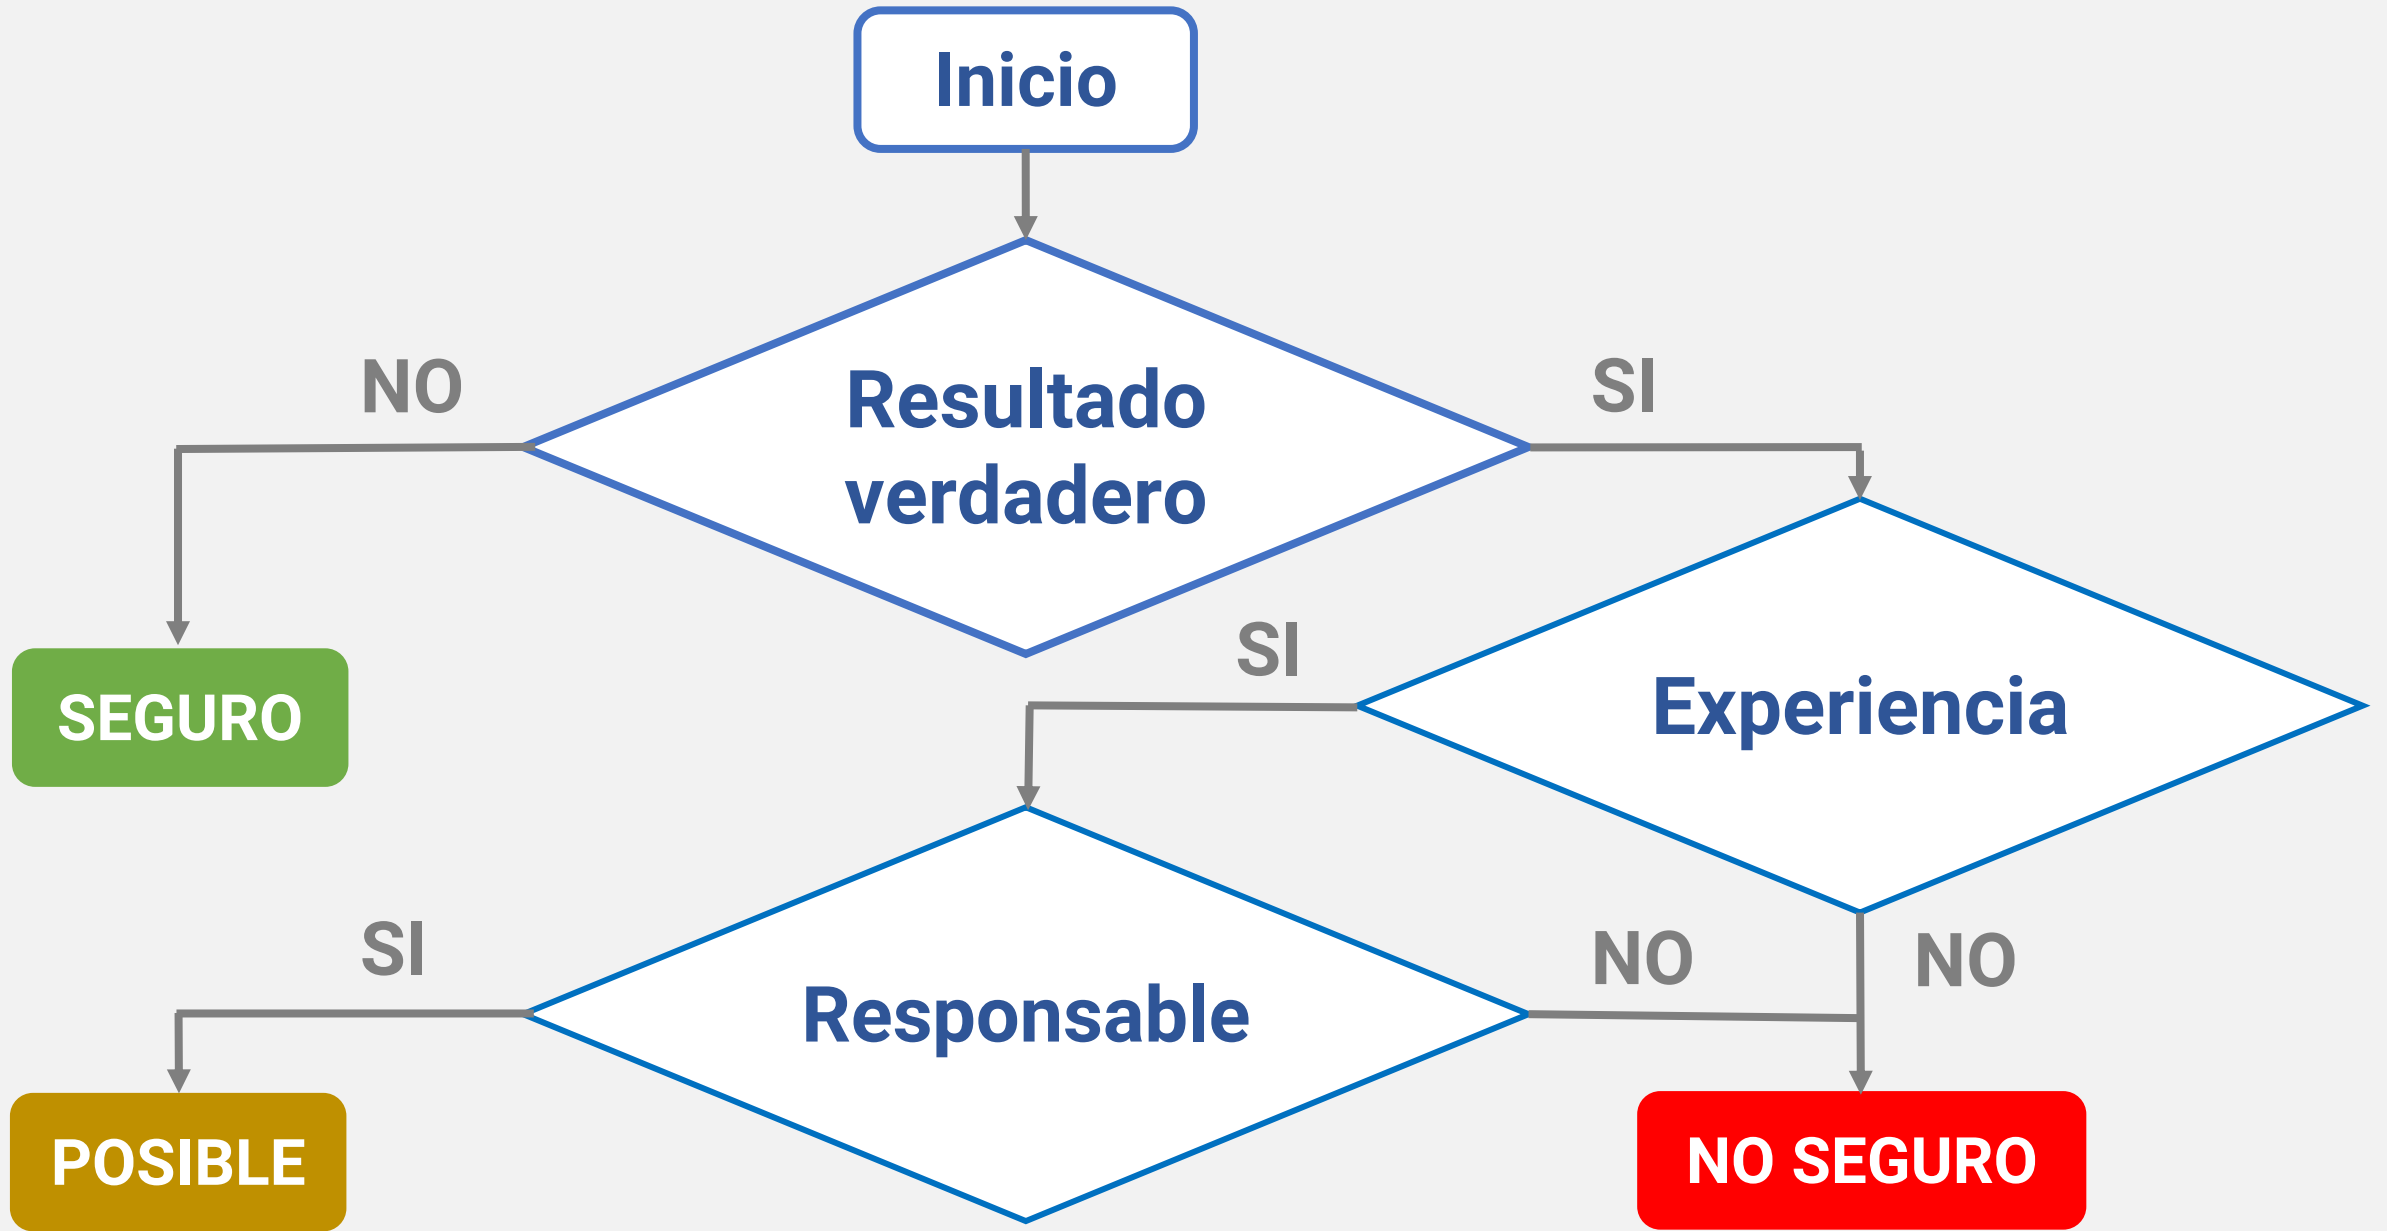 Inicio
NO
SI
Resultado
verdadero
SI
SEGURO
Experiencia
SI
NO
NO
Responsable
POSIBLE
NO SEGURO